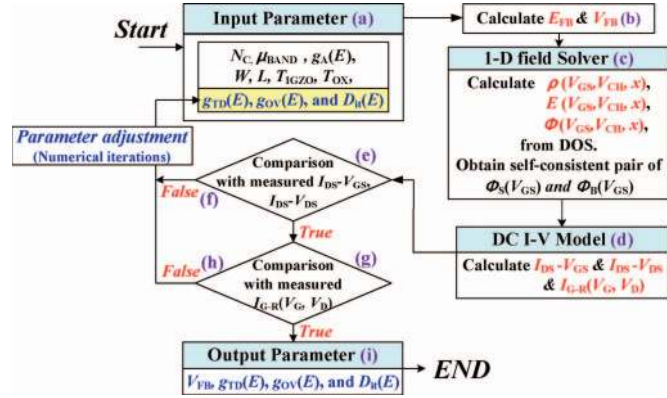 Input Parameter (a)
Start
N_C, μ_BAND , g_A(E),
W, L, T_IGZO, T_OX,
g_TD(E), g_OV(E), and D_it(E)
Parameter adjustment
(Numerical iterations)
Calculate E_FB & V_FB (b)
1-D field Solver (c)
Calculate ρ (V_GS,V_CH, x),
E (V_GS,V_CH, x),
Φ(V_GS,V_CH, x),
from DOS.
Obtain self-consistent pair of
Φ_S(V_GS) and Φ_B(V_GS)
DC I-V Model (d)
Calculate I_DS -V_GS & I_DS -V_DS
& I_G-R(V_G, V_D)
(e)
Comparison
with measured I_DS-V_GS,
I_DS-V_DS
False (f)
True
(g)
Comparison
with measured
I_G-R(V_G, V_D)
False (h)
True
Output Parameter (i)
V_FB, g_TD(E), g_OV(E), and D_it(E)
END